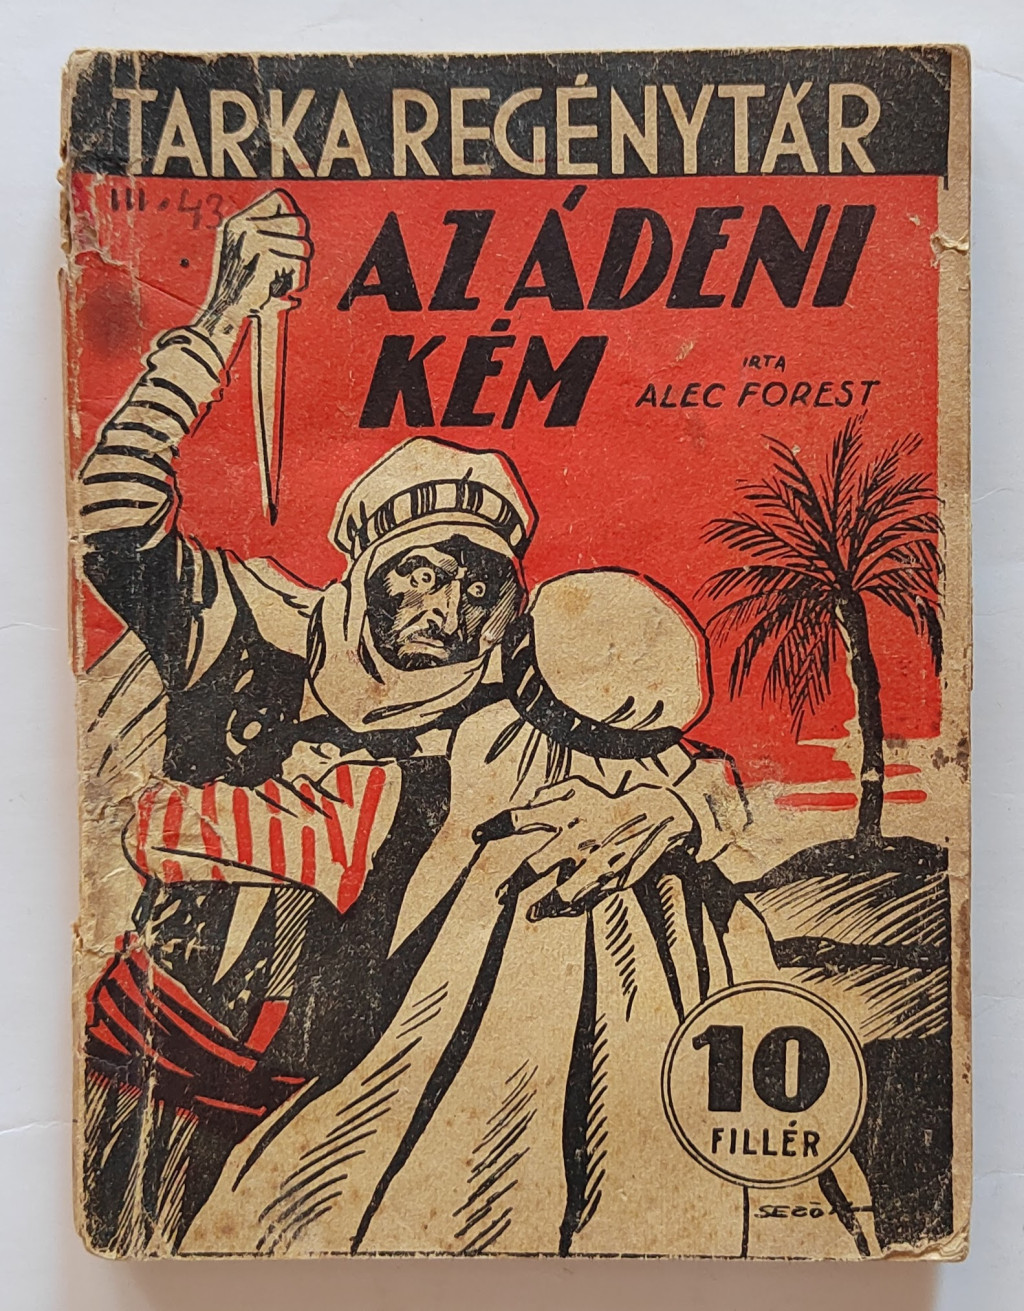 TARKA REGÉNYTÁR
III. 43
AZ ÁDENI
KÉM
IRTA
ALEC FOREST
10
FILLÉR